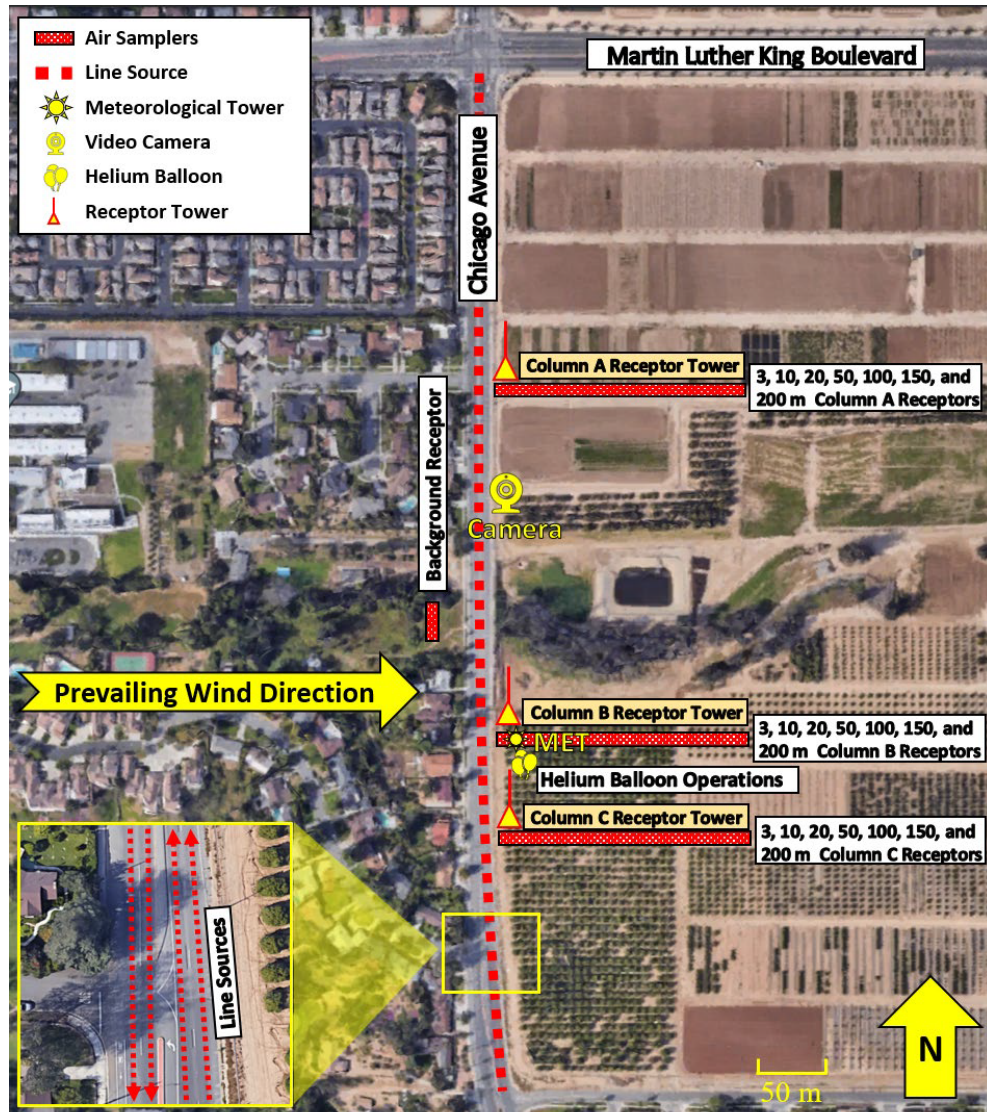 Air Samplers
Line Source
Meteorological Tower
Video Camera
Helium Balloon
Receptor Tower
Martin Luther King Boulevard
Chicago Avenue
Column A Receptor Tower
3, 10, 20, 50, 100, 150, and
200 m Column A Receptors
Background Receptor
Camera
Prevailing Wind Direction
Column B Receptor Tower
3, 10, 20, 50, 100, 150, and
200 m Column B Receptors
MET
Helium Balloon Operations
Column C Receptor Tower
3, 10, 20, 50, 100, 150, and
200 m Column C Receptors
Line Sources
50 m
N